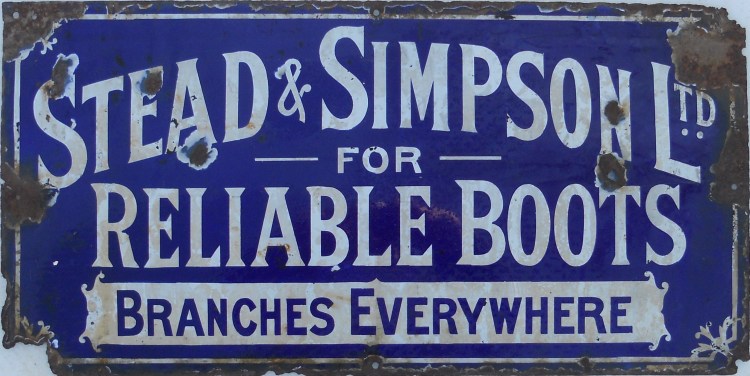 STEAD & SIMPSON LTD
FOR
RELIABLE BOOTS
BRANCHES EVERYWHERE